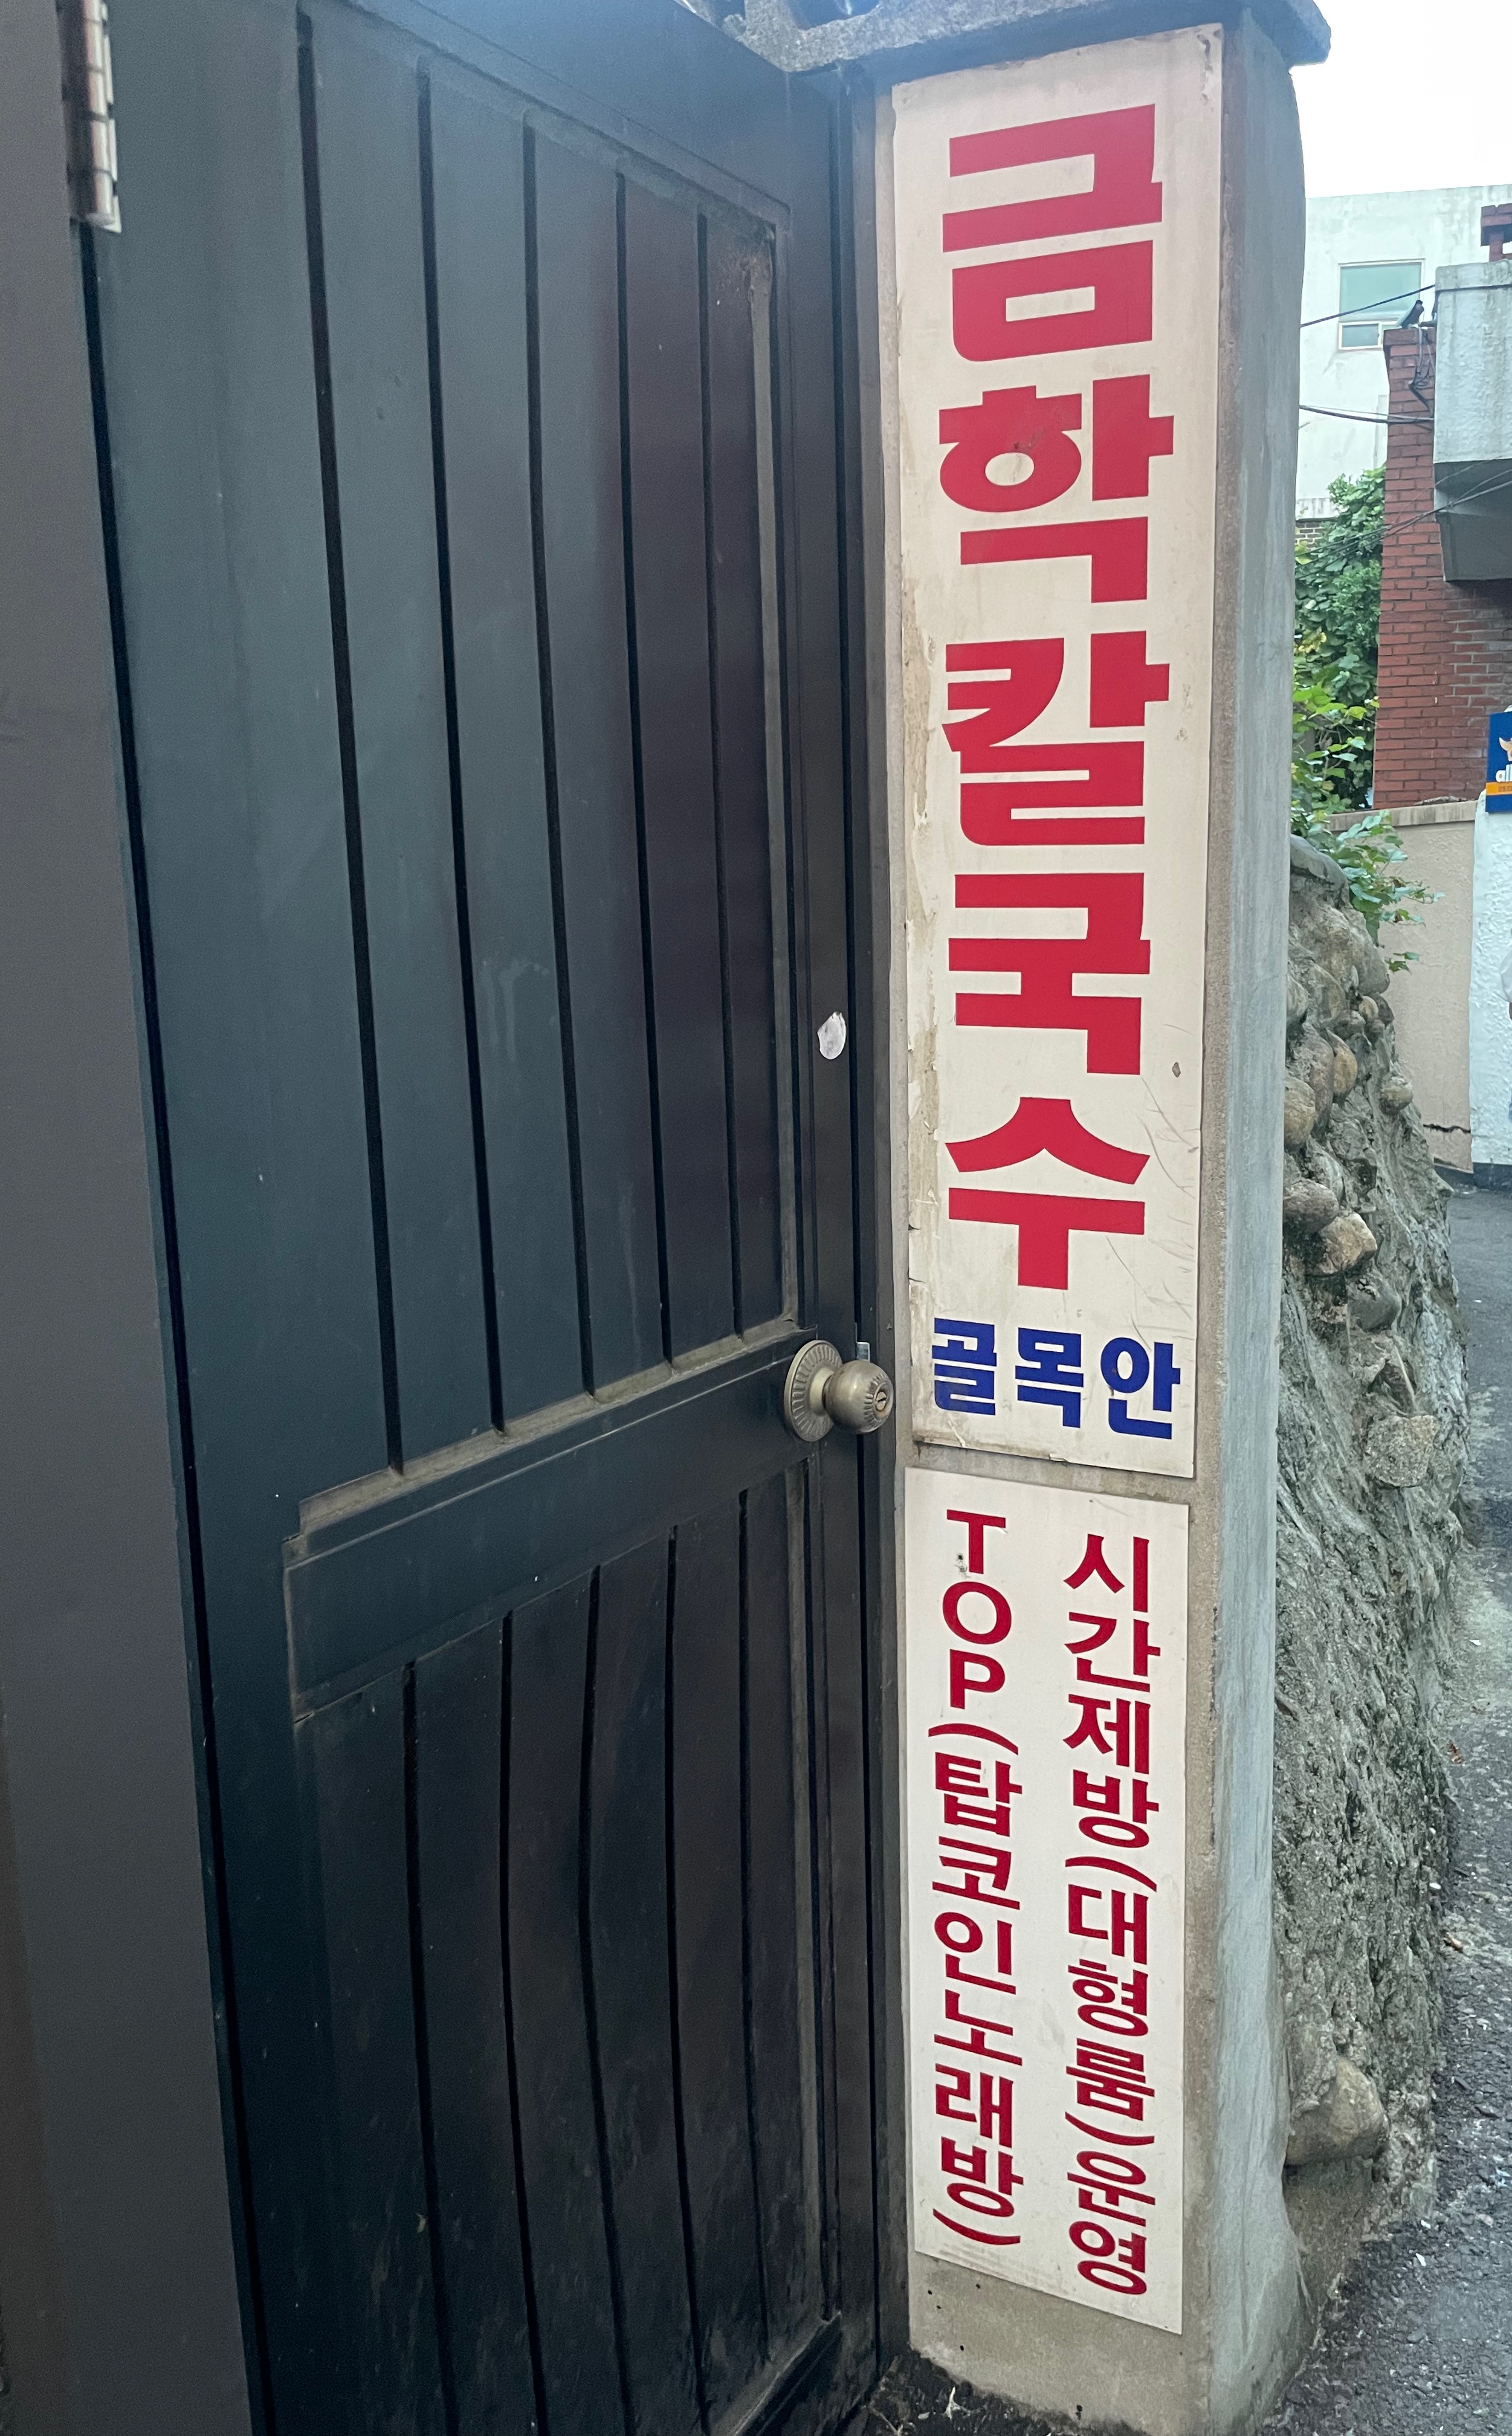 금학칼국수
골목안
TOP(탑코인노래방)
시간제방(대형룸)운영